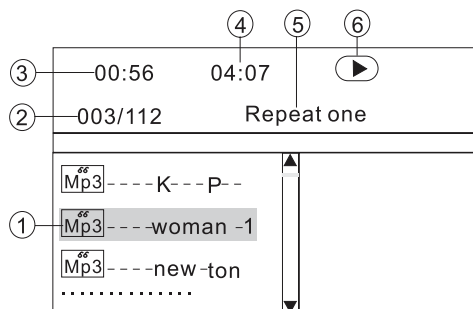 ④ ⑤ ⑥
③ 00:56 04:07
② 003/112 Repeat one
Mp3 ----K---P--
① Mp3 ----woman -1
Mp3 ----new-ton
..............